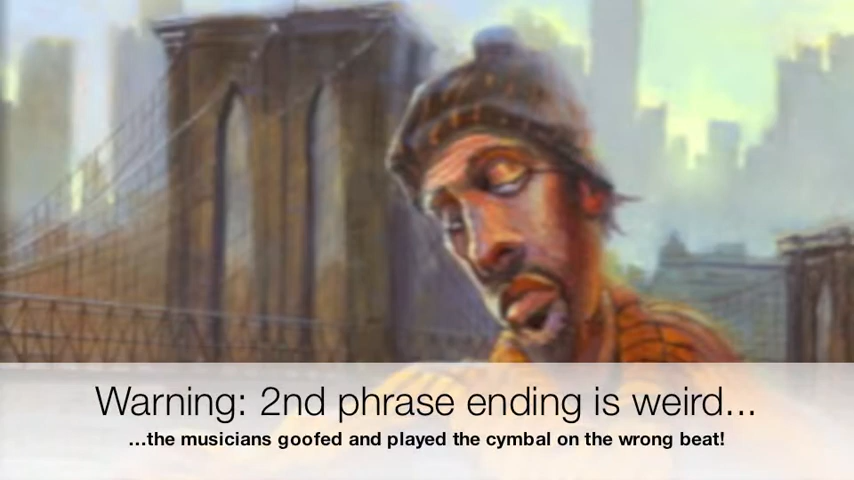 Warning: 2nd phrase ending is weird...
...the musicians goofed and played the cymbal on the wrong beat!